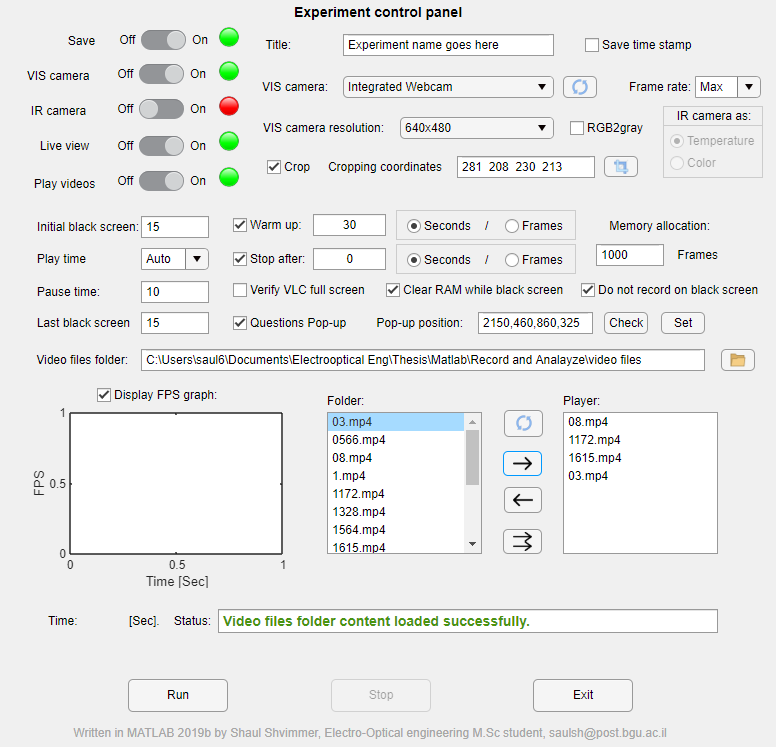 Experiment control panel
Save Off On
Title: Experiment name goes here Save time stamp
VIS camera Off On
VIS camera: Integrated Webcam Frame rate: Max
IR camera Off On
IR camera as:
VIS camera resolution: 640x480 RGB2gray
Temperature
Live view Off On
Crop Cropping coordinates 281 208 230 213
Color
Play videos Off On
Initial black screen: 15 Warm up: 30 Seconds / Frames Memory allocation:
Play time Auto Stop after: 0 Seconds / Frames 1000 Frames
Pause time: 10 Verify VLC full screen Clear RAM while black screen Do not record on black screen
Last black screen 15 Questions Pop-up Pop-up position: 2150,460,860,325 Check Set
Video files folder: C:\Users\saul6\Documents\Electrooptical Eng\Thesis\Matlab\Record and Analayze\video files
Display FPS graph:
1
0.5
0
FPS
0 0.5 1
Time [Sec]
Folder:
03.mp4
0566.mp4
08.mp4
1.mp4
1172.mp4
1328.mp4
1564.mp4
1615.mp4
Player:
08.mp4
1172.mp4
1615.mp4
03.mp4
Time: [Sec]. Status: Video files folder content loaded successfully.
Run Stop Exit
Written in MATLAB 2019b by Shaul Shvimmer, Electro-Optical engineering M.Sc student, saulsh@post.bgu.ac.il